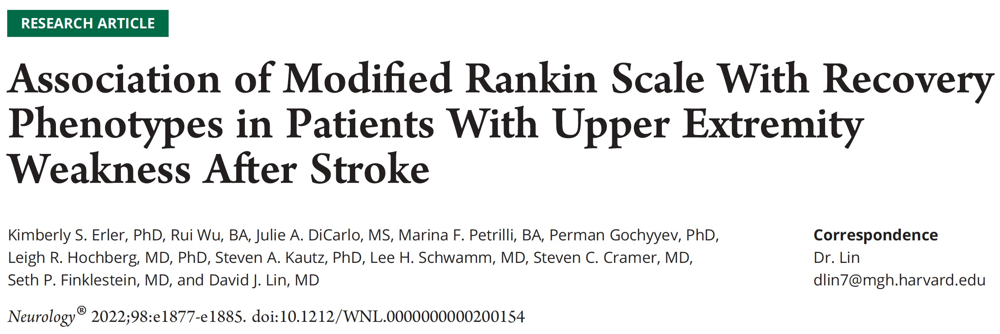 RESEARCH ARTICLE
Association of Modified Rankin Scale With Recovery
Phenotypes in Patients With Upper Extremity
Weakness After Stroke
Kimberly S. Erler, PhD, Rui Wu, BA, Julie A. DiCarlo, MS, Marina F. Petrilli, BA, Perman Gochyyev, PhD,
Leigh R. Hochberg, MD, PhD, Steven A. Kautz, PhD, Lee H. Schwamm, MD, Steven C. Cramer, MD,
Seth P. Finklestein, MD, and David J. Lin, MD
Correspondence
Dr. Lin
dlin7@mgh.harvard.edu
Neurology® 2022;98:e1877-e1885. doi:10.1212/WNL.0000000000200154